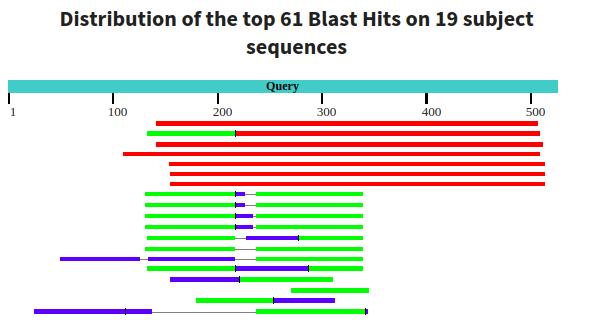 Distribution of the top 61 Blast Hits on 19 subject
sequences
Query
1 100 200 300 400 500